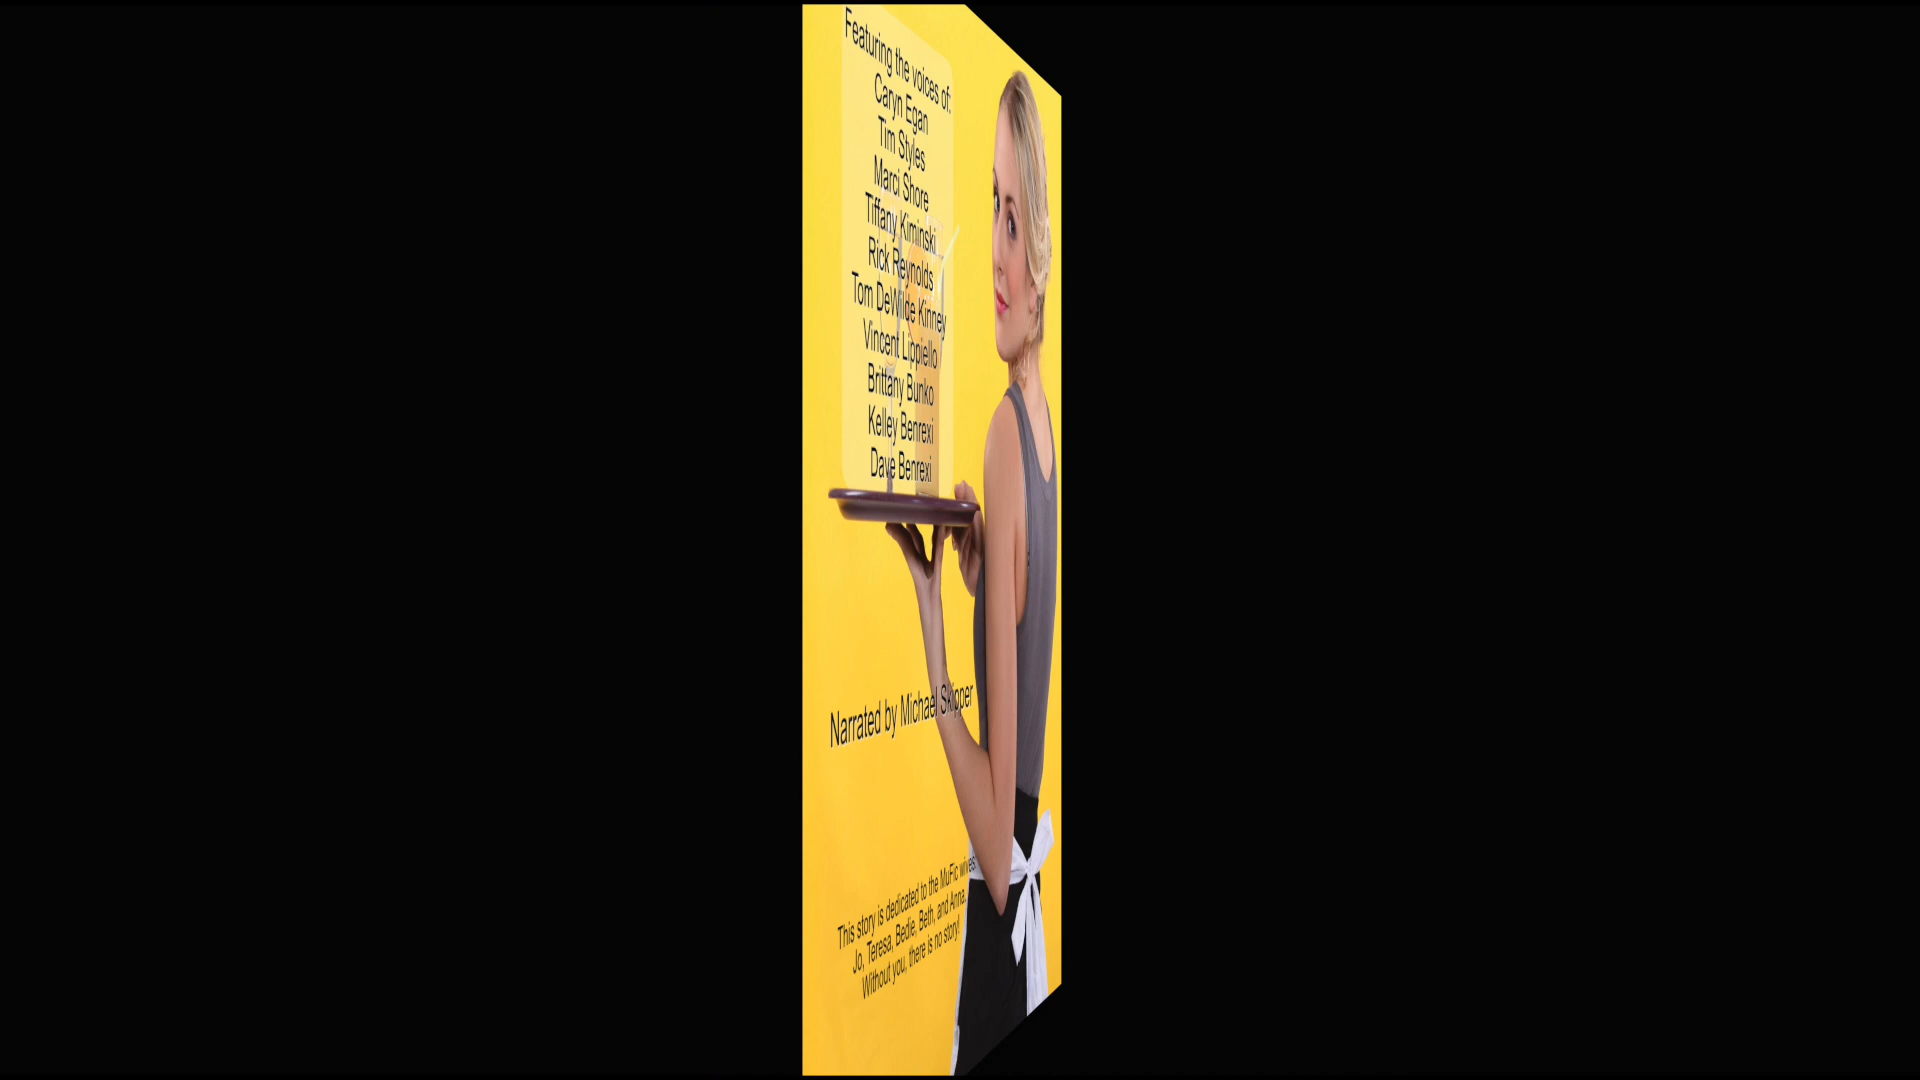 Featuring the voices of:
Caryn Egan
Tim Styles
Marci Shore
Tiffany Kiminski
Rick Reynolds
Tom DeWilde Kinney
Vincent Lippiello
Brittany Bunko
Kelley Benrexi
Dave Benrexi
Narrated by Michael Skipper
This story is dedicated to the MuFic wives
Jo, Teresa, Bedie, Beth, and Anna.
Without you, there is no story!